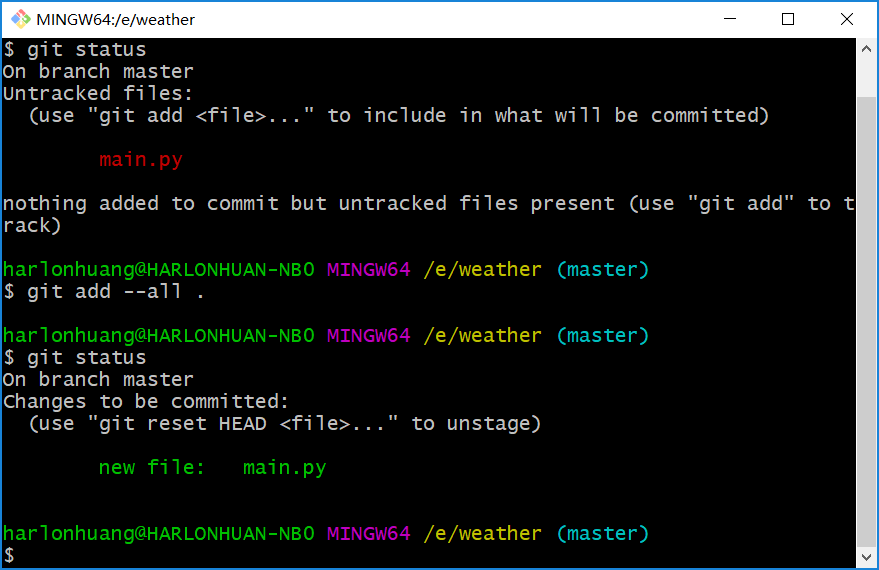 MINGW64:/e/weather
$ git status
On branch master
Untracked files:
  (use "git add <file>..." to include in what will be committed)
        main.py
nothing added to commit but untracked files present (use "git add" to t
rack)
harlonhuang@HARLONHUAN-NB0 MINGW64 /e/weather (master)
$ git add --all .
harlonhuang@HARLONHUAN-NB0 MINGW64 /e/weather (master)
$ git status
On branch master
Changes to be committed:
  (use "git reset HEAD <file>..." to unstage)
        new file:   main.py
harlonhuang@HARLONHUAN-NB0 MINGW64 /e/weather (master)
$